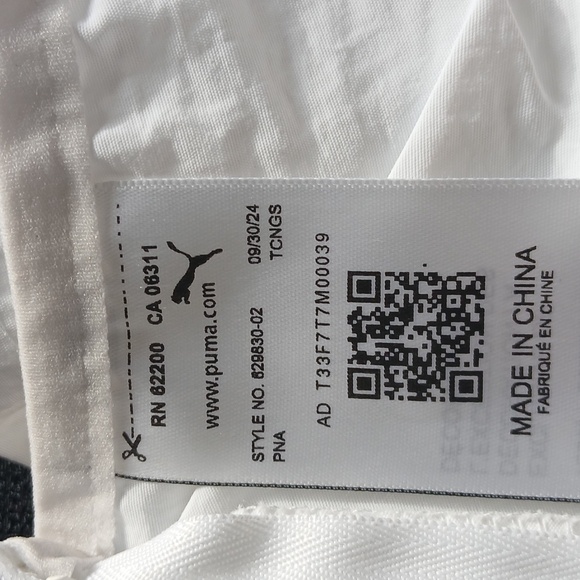 RN 62200 CA 06311
www.puma.com
STYLE NO. 629830-02 09/30/24
PNA TCNGS
AD T33F7T7M00039
MADE IN CHINA
FABRIQUÉ EN CHINE